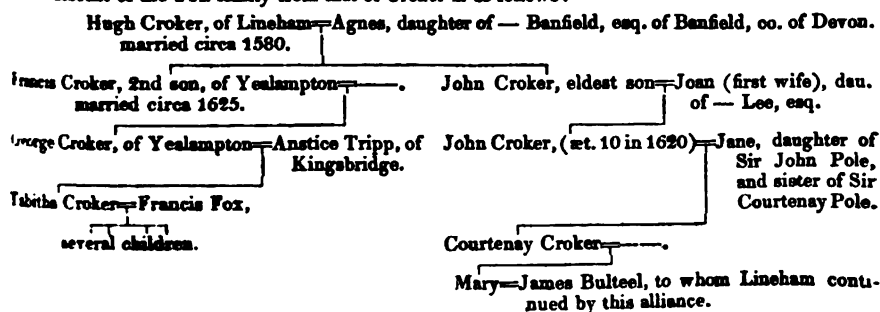 Hugh Croker, of Lineham=Agnes, daughter of — Banfield, esq. of Banfield, co. of Devon.
married circa 1580.
Francis Croker, 2nd son, of Yealampton=——. John Croker, eldest son=Joan (first wife), dau.
married circa 1625. of — Lee, esq.
George Croker, of Yealampton=Anstice Tripp, of John Croker, (æt. 10 in 1620)=Jane, daughter of
Kingsbridge. Sir John Pole,
and sister of Sir
Tabitha Croker=Francis Fox, Courtenay Pole.
several children. Courtenay Croker=——.
Mary=James Bulteel, to whom Lineham conti-
nued by this alliance.